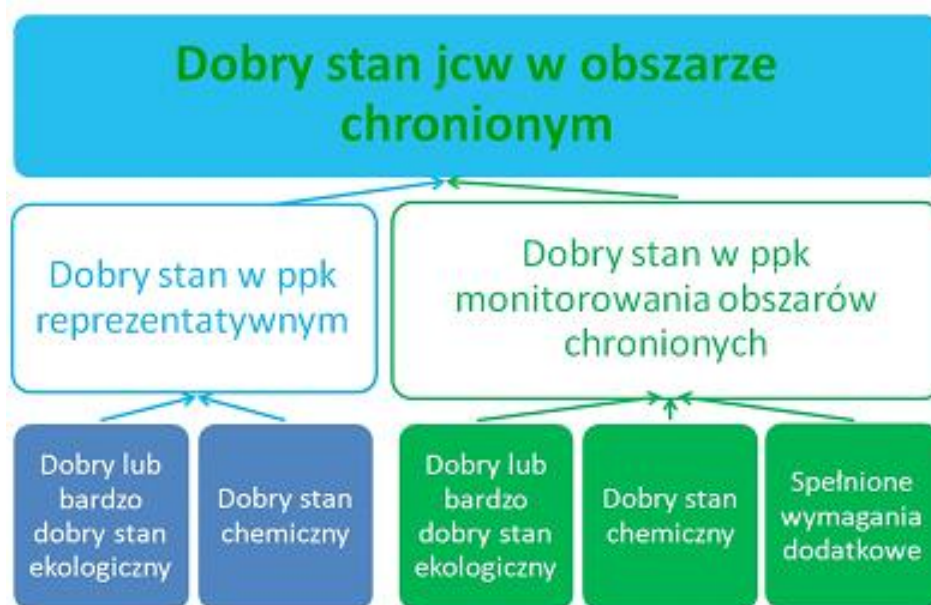 Dobry stan jcw w obszarze
chronionym
Dobry stan w ppk
reprezentatywnym
Dobry stan w ppk
monitorowania obszarów
chronionych
Dobry lub
bardzo
dobry stan
ekologiczny
Dobry stan
chemiczny
Dobry lub
bardzo
dobry stan
ekologiczny
Dobry stan
chemiczny
Spełnione
wymagania
dodatkowe